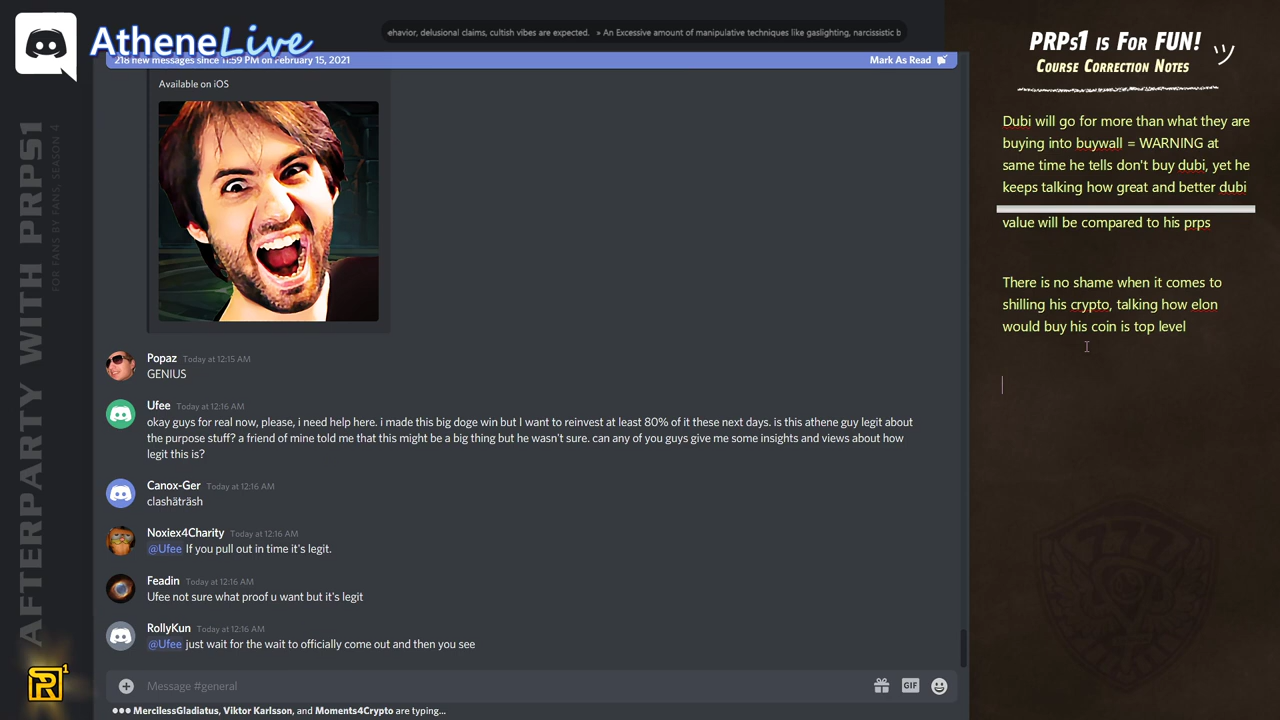 AtheneLive
ehavior, delusional claims, cultish vibes are expected. » An Excessive amount of manipulative techniques like gaslighting, narcissistic b
218 new messages since 11:59 PM on February 15, 2021
Mark As Read
Available on iOS
Popaz Today at 12:15 AM
GENIUS
Ufee Today at 12:16 AM
okay guys for real now, please, i need help here. i made this big doge win but I want to reinvest at least 80% of it these next days. is this athene guy legit about
the purpose stuff? a friend of mine told me that this might be a big thing but he wasn't sure. can any of you guys give me some insights and views about how
legit this is?
Canox-Ger Today at 12:16 AM
clashäträsh
Noxiex4Charity Today at 12:16 AM
@Ufee If you pull out in time it's legit.
Feadin Today at 12:16 AM
Ufee not sure what proof u want but it's legit
RollyKun Today at 12:16 AM
@Ufee just wait for the wait to officially come out and then you see
Message #general
GIF
MercilessGladiatus, Viktor Karlsson, and Moments4Crypto are typing...
AFTERPARTY WITH PRPS1
FOR FANS BY FANS, SEASON 4
1
PRPs1 is For FUN!
Course Correction Notes
ツ
Dubi will go for more than what they are
buying into buywall = WARNING at
same time he tells don't buy dubi, yet he
keeps talking how great and better dubi
value will be compared to his prps
There is no shame when it comes to
shilling his crypto, talking how elon
would buy his coin is top level